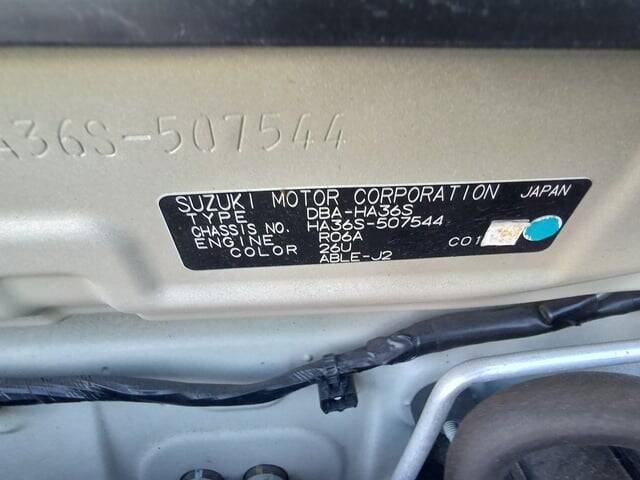 A36S-507544
SUZUKI MOTOR CORPORATION JAPAN
TYPE DBA-HA36S
CHASSIS NO. HA36S-507544
ENGINE R06A
COLOR 26U C01
ABLE-J2